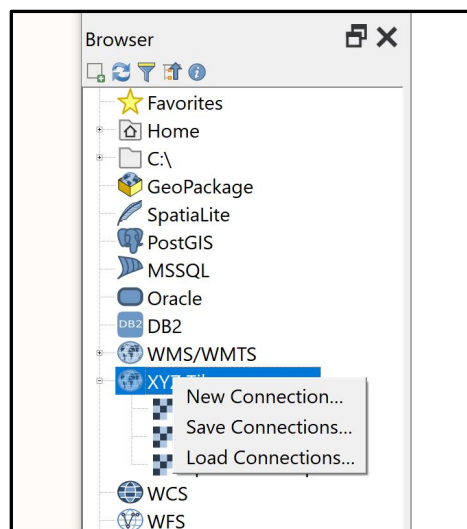 Browser
Favorites
Home
C:\
GeoPackage
SpatiaLite
PostGIS
MSSQL
Oracle
DB2 DB2
WMS/WMTS
XYZ
New Connection...
Save Connections...
Load Connections...
WCS
WFS